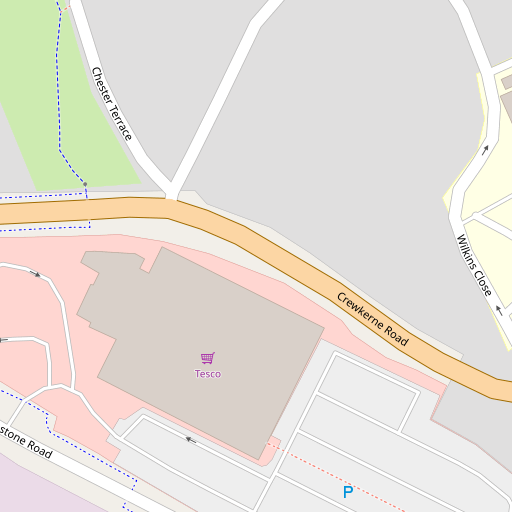 Chester Terrace
Wilkins Close
Crewkerne Road
Tesco
stone Road
P